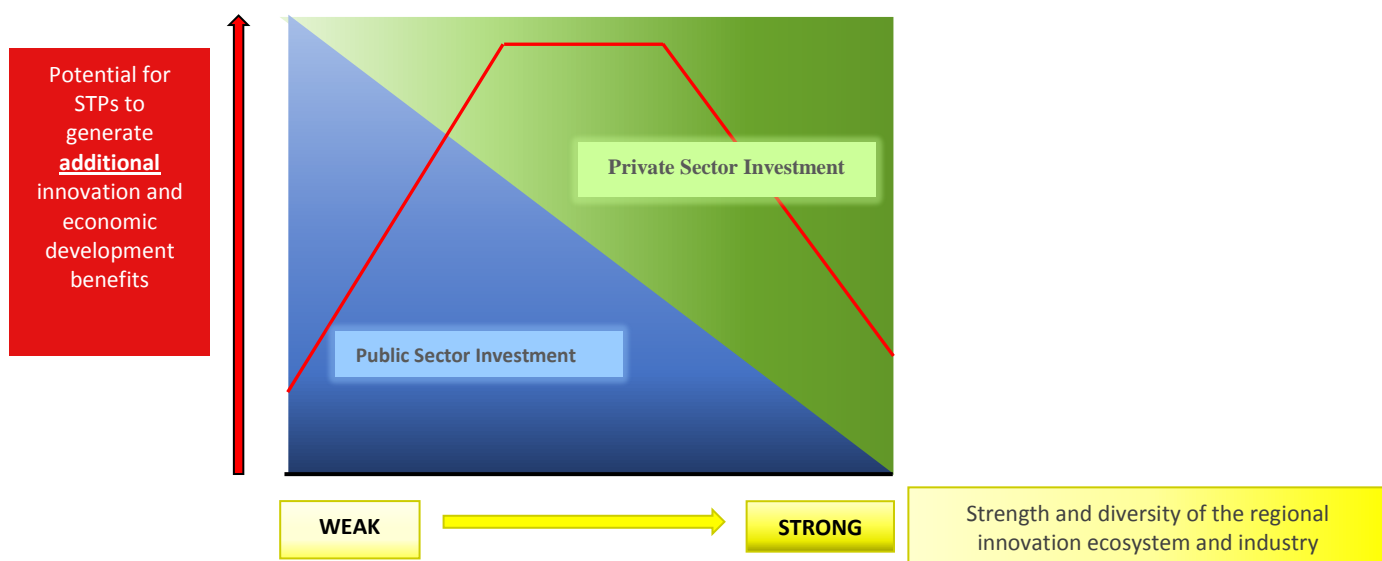 Potential for
STPs to
generate
additional
innovation and
economic
development
benefits
Private Sector Investment
Public Sector Investment
WEAK
STRONG
Strength and diversity of the regional
innovation ecosystem and industry